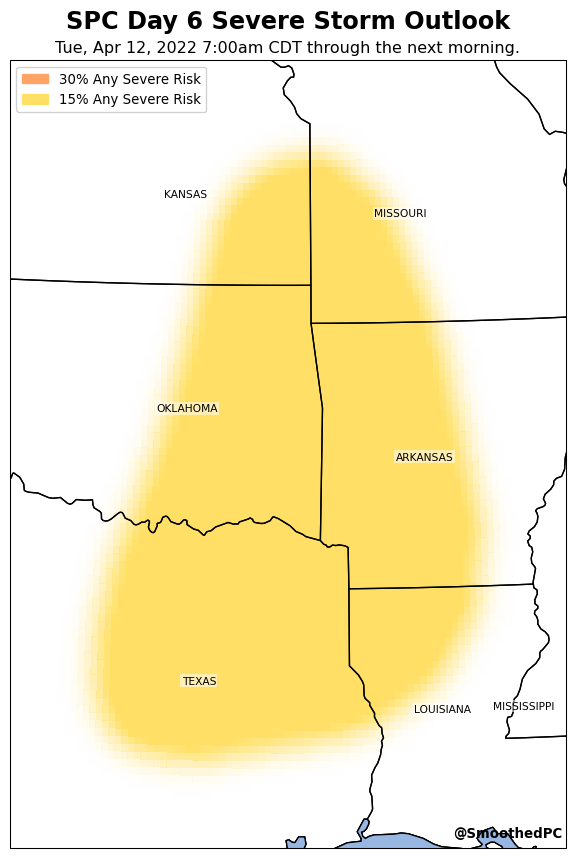 SPC Day 6 Severe Storm Outlook
Tue, Apr 12, 2022 7:00am CDT through the next morning.
30% Any Severe Risk
15% Any Severe Risk
KANSAS
MISSOURI
OKLAHOMA
ARKANSAS
TEXAS
LOUISIANA
MISSISSIPPI
@SmoothedPC